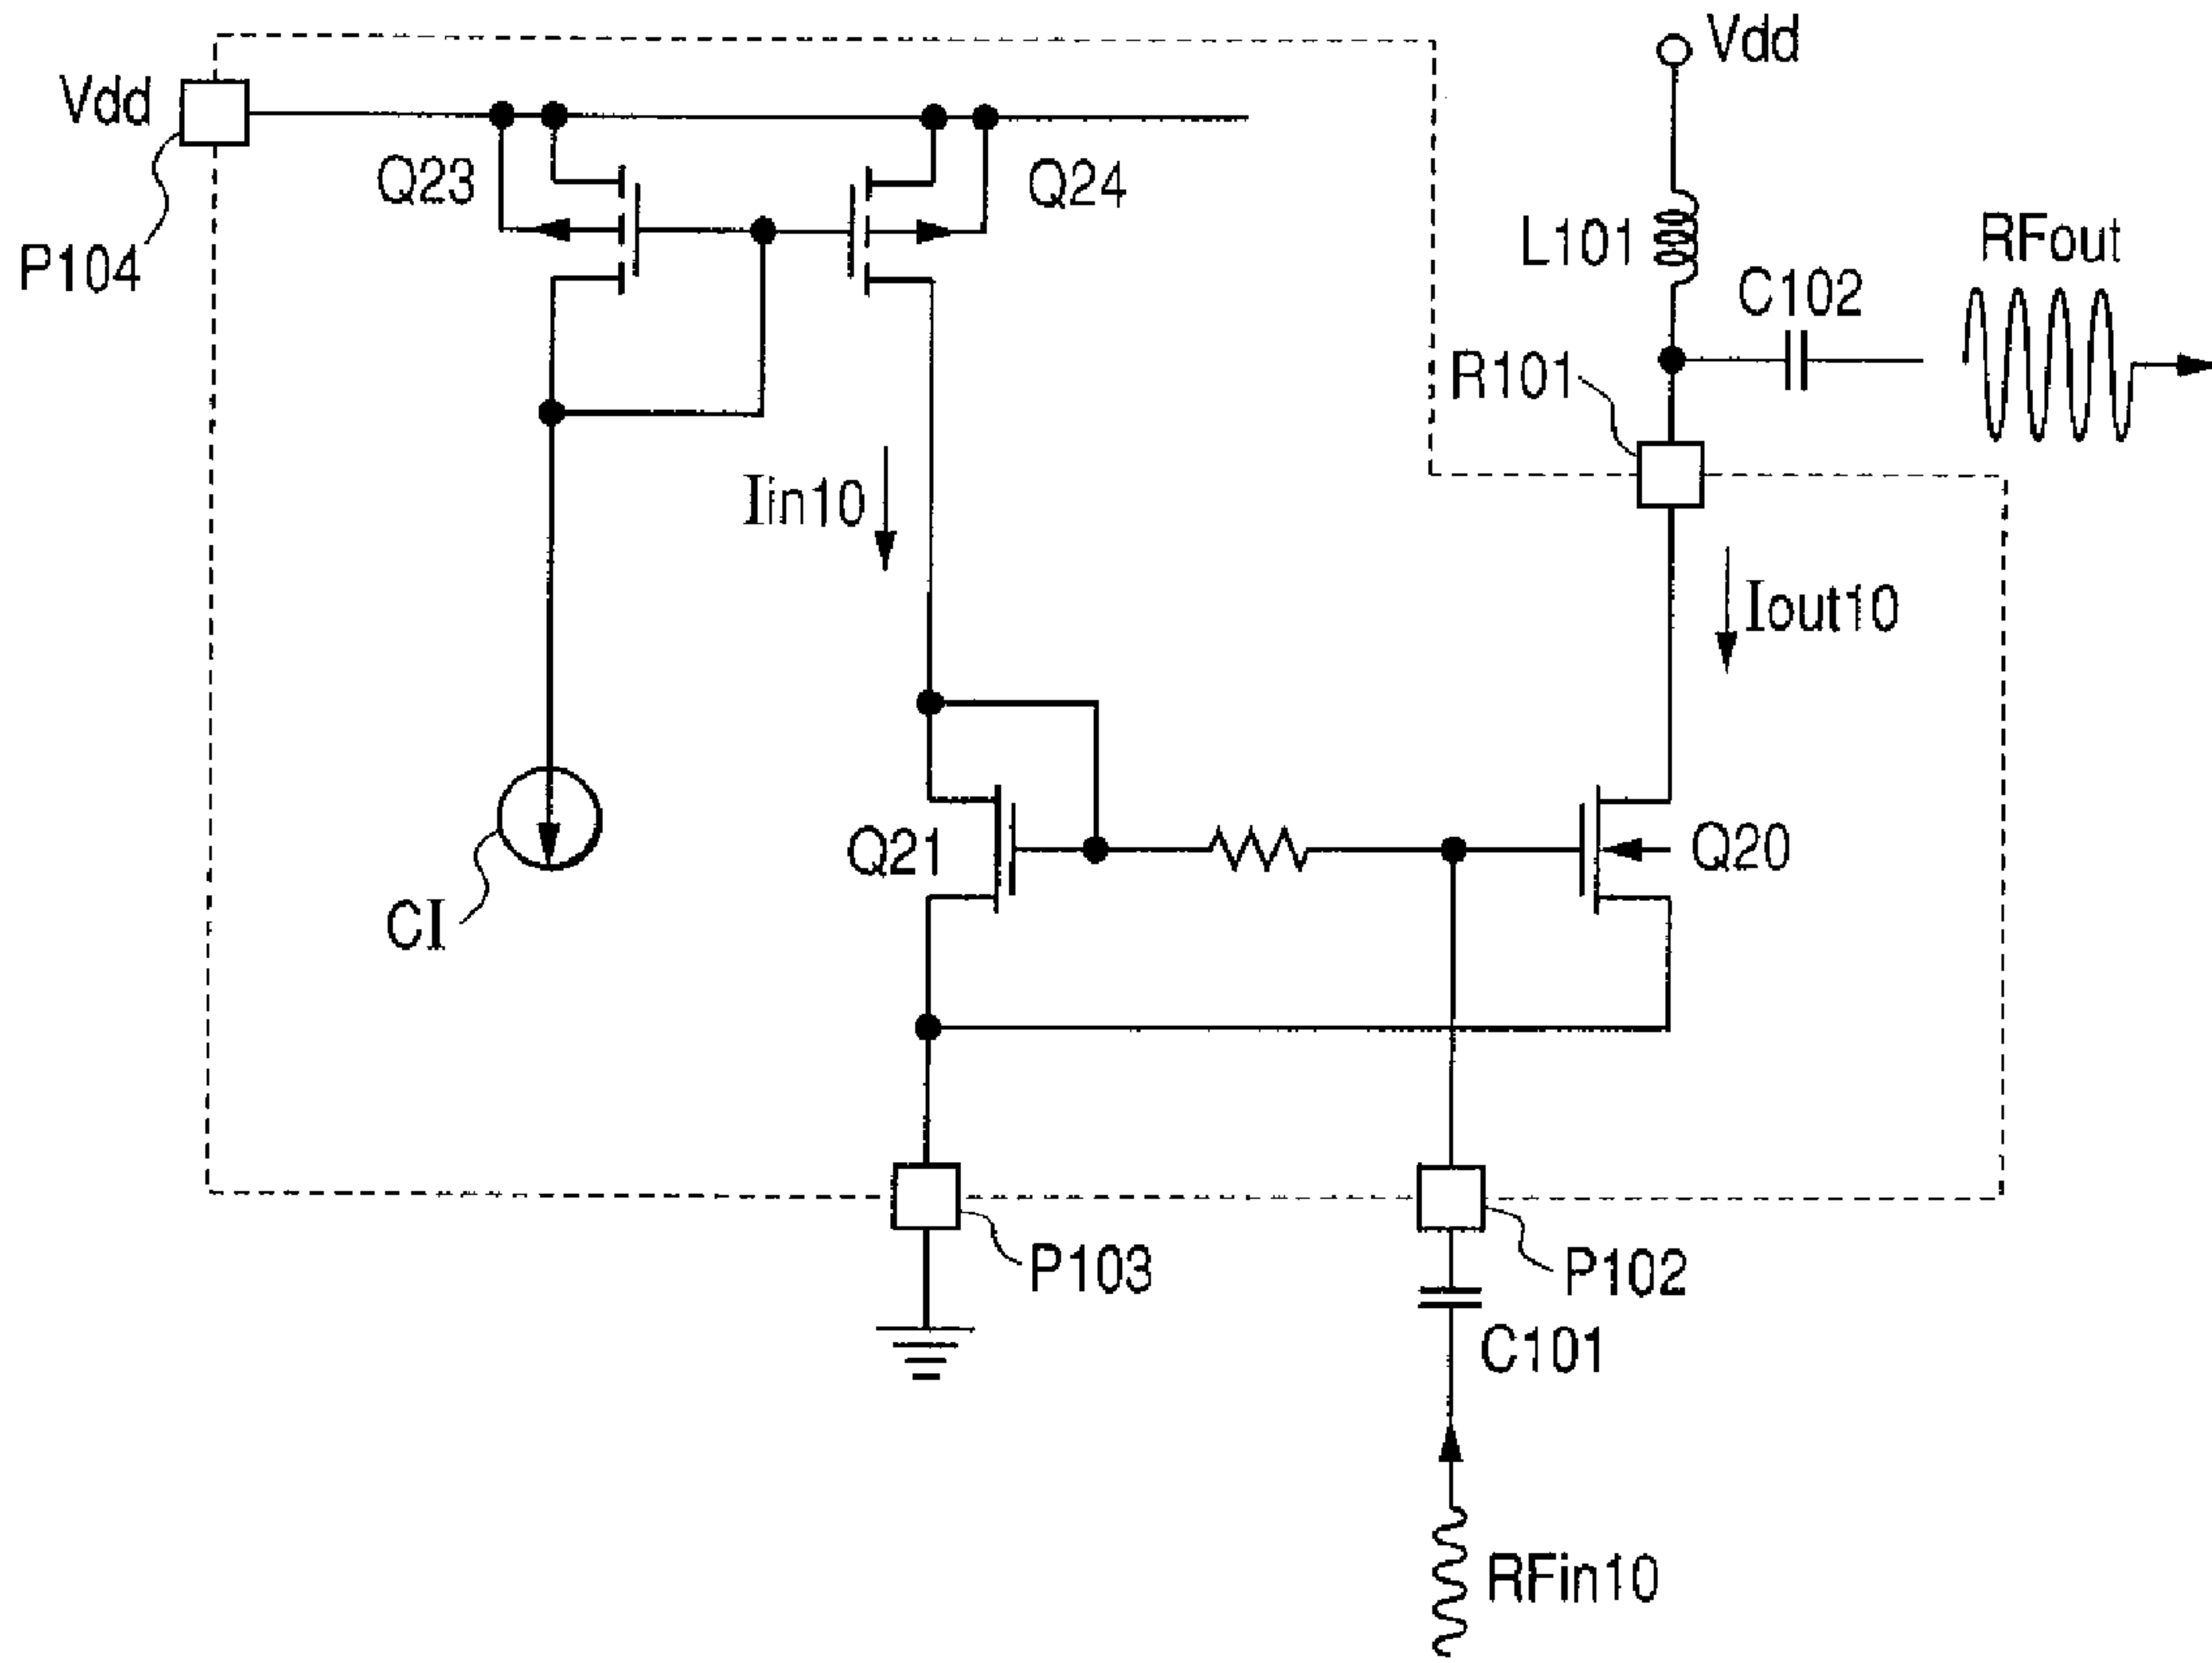 Vdd
Vdd
Q23
Q24
P104
L101
RFout
C102
R101
Iin10
Iout10
Q21
Q20
CI
P103
P102
C101
RFin10